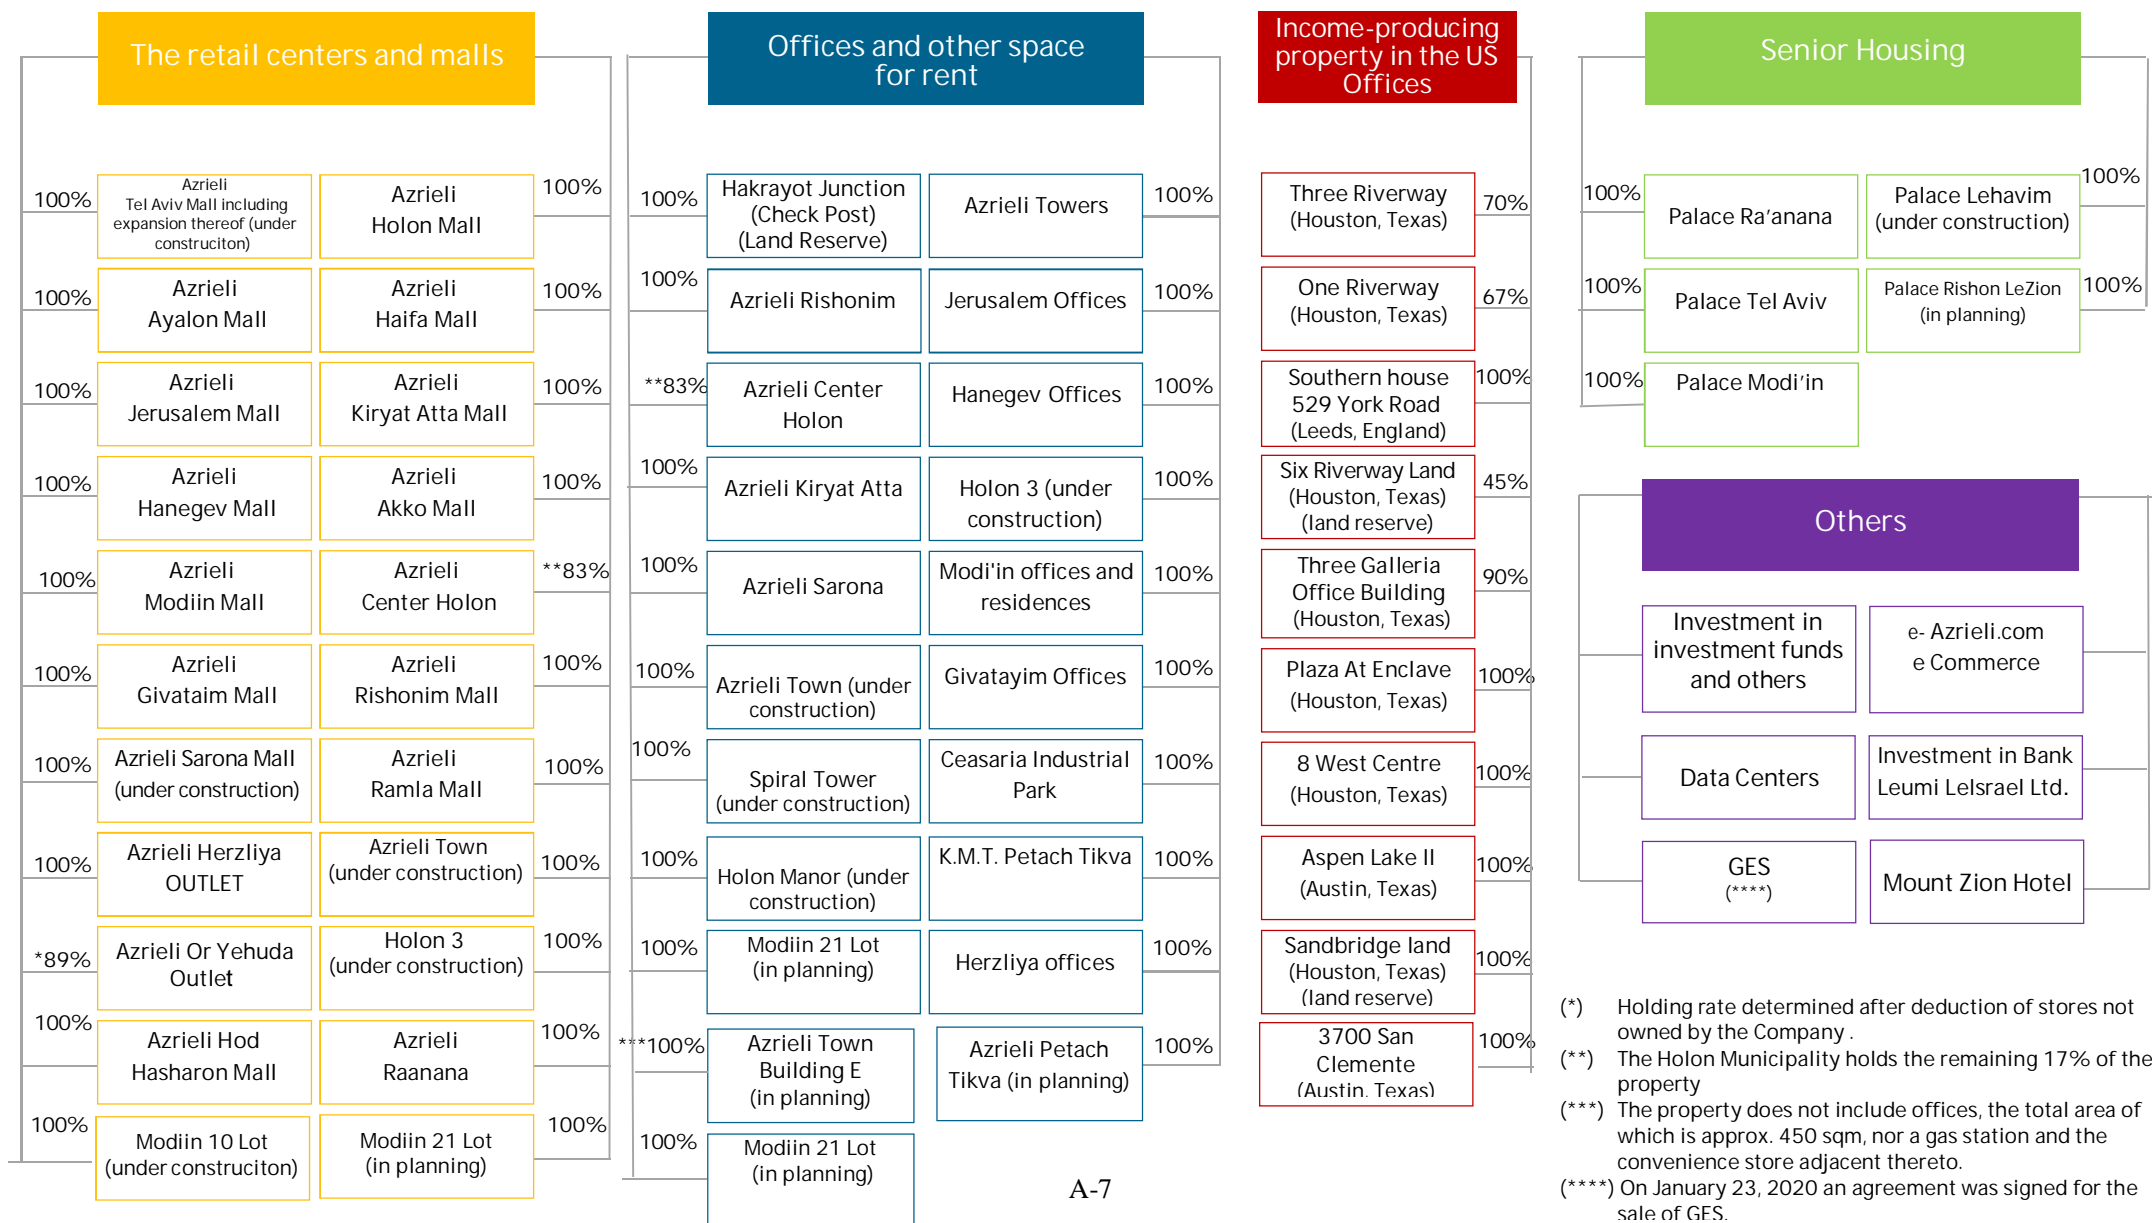 The retail centers and malls
100%
Azrieli
Tel Aviv Mall including
expansion thereof (under
construciton)
Azrieli
Holon Mall
100%
100%
Azrieli
Ayalon Mall
Azrieli
Haifa Mall
100%
100%
Azrieli
Jerusalem Mall
Azrieli
Kiryat Atta Mall
100%
100%
Azrieli
Hanegev Mall
Azrieli
Akko Mall
100%
100%
Azrieli
Modiin Mall
Azrieli
Center Holon
**83%
100%
Azrieli
Givataim Mall
Azrieli
Rishonim Mall
100%
100%
Azrieli Sarona Mall
(under construction)
Azrieli
Ramla Mall
100%
100%
Azrieli Herzliya
OUTLET
Azrieli Town
(under construction)
100%
*89%
Azrieli Or Yehuda
Outlet
Holon 3
(under construction)
100%
100%
Azrieli Hod
Hasharon Mall
Azrieli
Raanana
100%
100%
Modiin 10 Lot
(under construciton)
Modiin 21 Lot
(in planning)
100%
Offices and other space
for rent
100%
Hakrayot Junction
(Check Post)
(Land Reserve)
Azrieli Towers
100%
100%
Azrieli Rishonim
Jerusalem Offices
100%
**83%
Azrieli Center
Holon
Hanegev Offices
100%
100%
Azrieli Kiryat Atta
Holon 3 (under
construction)
100%
100%
Azrieli Sarona
Modi'in offices and
residences
100%
100%
Azrieli Town (under
construction)
Givatayim Offices
100%
100%
Spiral Tower
(under construction)
Ceasaria Industrial
Park
100%
100%
Holon Manor (under
construction)
K.M.T. Petach Tikva
100%
100%
Modiin 21 Lot
(in planning)
Herzliya offices
100%
***100%
Azrieli Town
Building E
(in planning)
Azrieli Petach
Tikva (in planning)
100%
100%
Modiin 21 Lot
(in planning)
Income-producing
property in the US
Offices
Three Riverway
(Houston, Texas)
70%
One Riverway
(Houston, Texas)
67%
Southern house
529 York Road
(Leeds, England)
100%
Six Riverway Land
(Houston, Texas)
(land reserve)
45%
Three Galleria
Office Building
(Houston, Texas)
90%
Plaza At Enclave
(Houston, Texas)
100%
8 West Centre
(Houston, Texas)
100%
Aspen Lake II
(Austin, Texas)
100%
Sandbridge land
(Houston, Texas)
(land reserve)
100%
3700 San
Clemente
(Austin, Texas)
100%
Senior Housing
100%
Palace Ra'anana
Palace Lehavim
(under construction)
100%
100%
Palace Tel Aviv
Palace Rishon LeZion
(in planning)
100%
100%
Palace Modi'in
Others
Investment in
investment funds
and others
e- Azrieli.com
e Commerce
Data Centers
Investment in Bank
Leumi LeIsrael Ltd.
GES
(****)
Mount Zion Hotel
(*) Holding rate determined after deduction of stores not
owned by the Company .
(**) The Holon Municipality holds the remaining 17% of the
property
(***) The property does not include offices, the total area of
which is approx. 450 sqm, nor a gas station and the
convenience store adjacent thereto.
(****) On January 23, 2020 an agreement was signed for the
sale of GES.
A-7